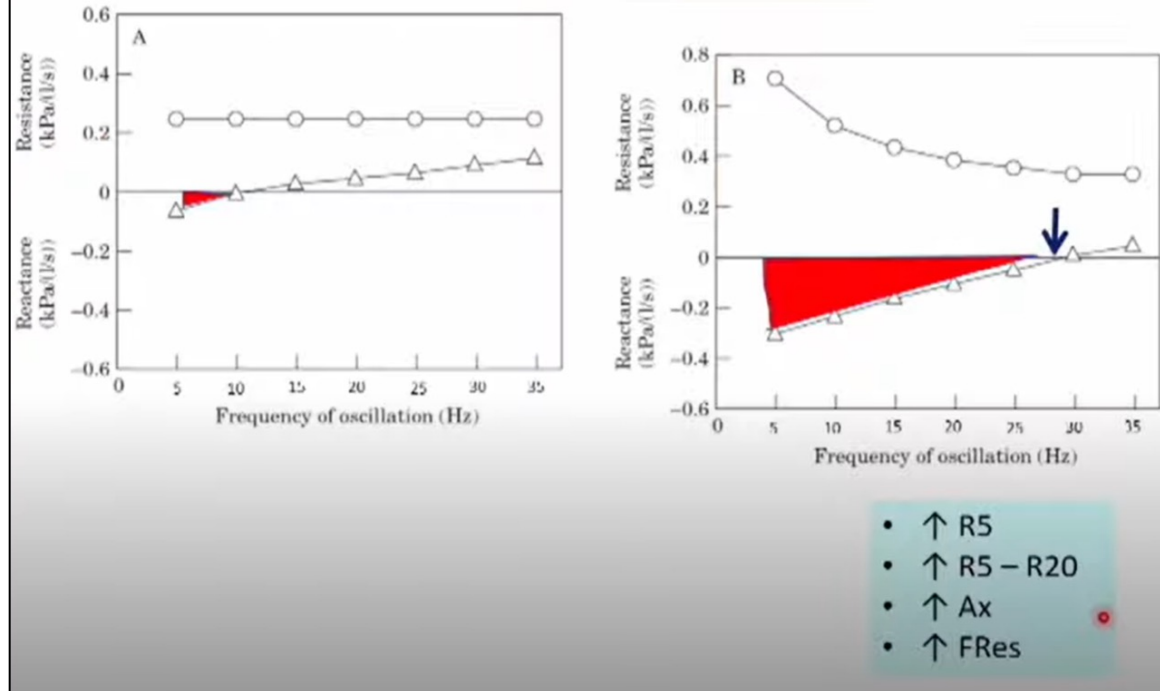 A
Resistance
(kPa/(l/s))
Reactance
(kPa/(l/s))
0.6
0.4
0.2
0
−0.2
−0.4
−0.6
0 5 10 15 20 25 30 35
Frequency of oscillation (Hz)
B
Resistance
(kPa/(l/s))
Reactance
(kPa/(l/s))
0.8
0.6
0.4
0.2
0
−0.2
−0.4
−0.6
0 5 10 15 20 25 30 35
Frequency of oscillation (Hz)
• ↑ R5
• ↑ R5 – R20
• ↑ Ax
• ↑ FRes